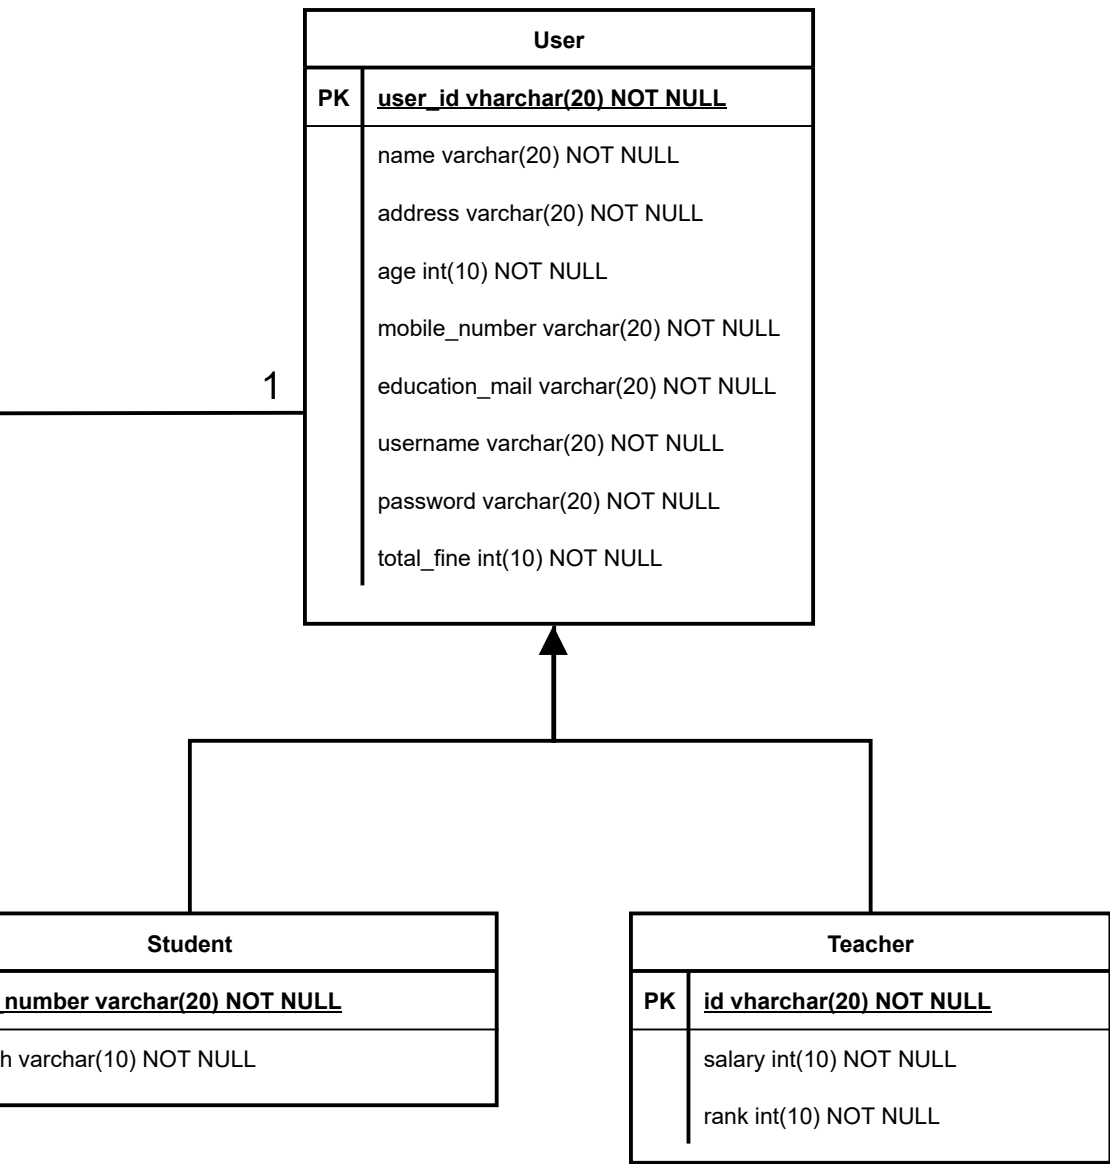 User
PK user_id vharchar(20) NOT NULL
name varchar(20) NOT NULL
address varchar(20) NOT NULL
age int(10) NOT NULL
mobile_number varchar(20) NOT NULL
1
education_mail varchar(20) NOT NULL
username varchar(20) NOT NULL
password varchar(20) NOT NULL
total_fine int(10) NOT NULL
Student
_number varchar(20) NOT NULL
h varchar(10) NOT NULL
Teacher
PK id vharchar(20) NOT NULL
salary int(10) NOT NULL
rank int(10) NOT NULL